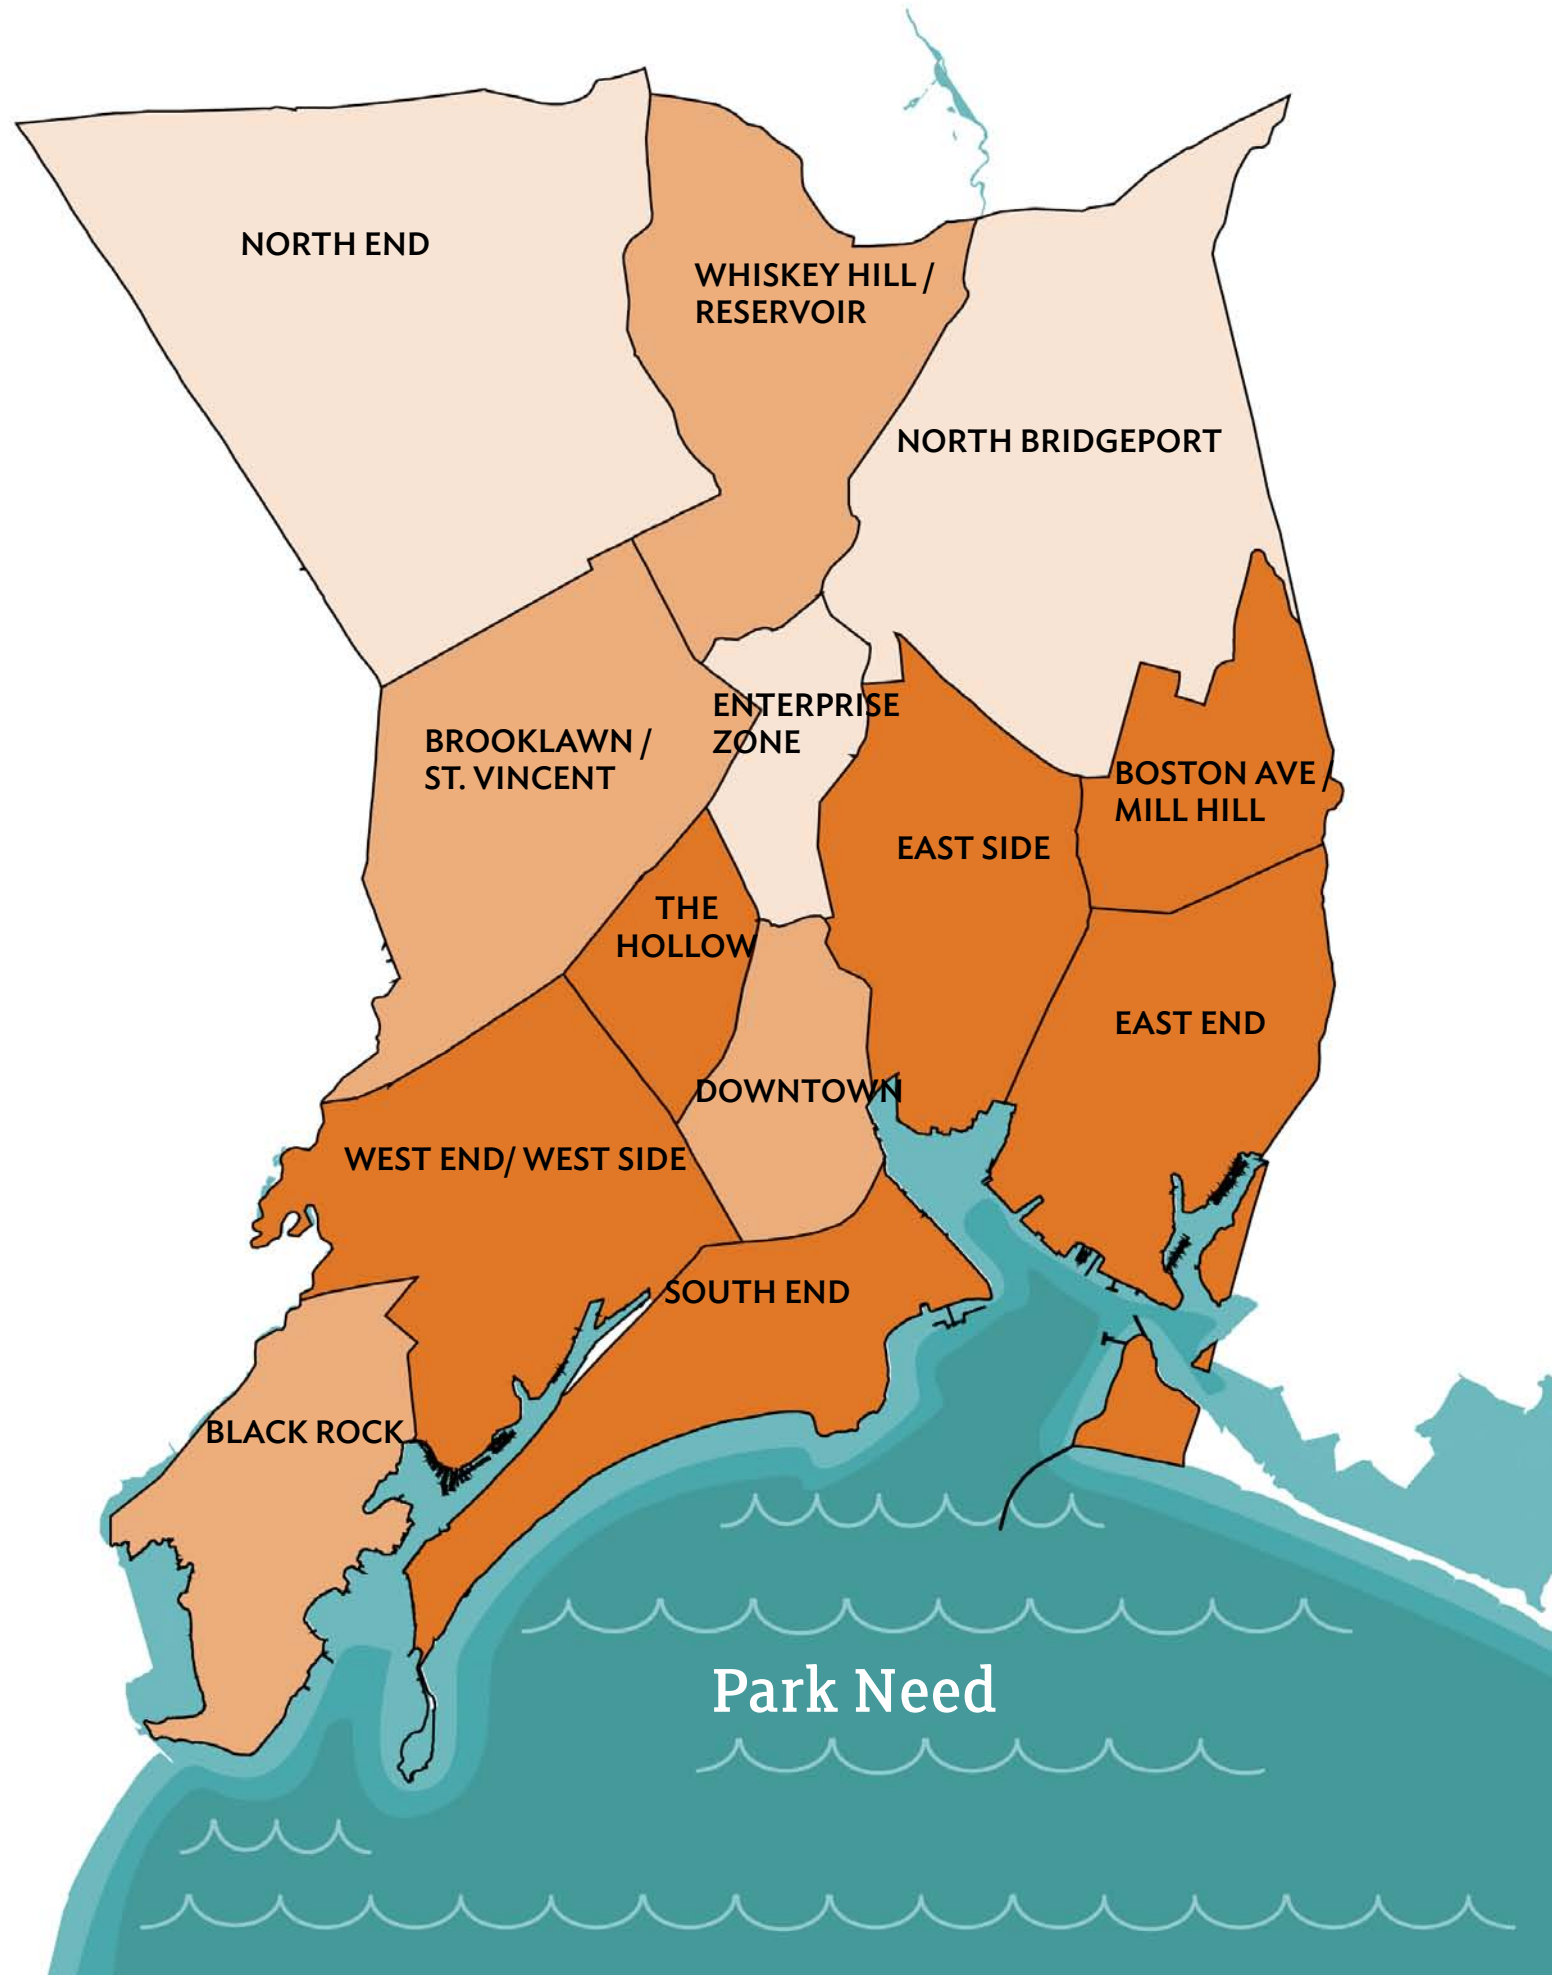 NORTH END
WHISKEY HILL /
RESERVOIR
NORTH BRIDGEPORT
ENTERPRISE
ZONE
BROOKLAWN /
ST. VINCENT
BOSTON AVE /
MILL HILL
EAST SIDE
THE
HOLLOW
EAST END
DOWNTOWN
WEST END/ WEST SIDE
SOUTH END
BLACK ROCK
Park Need